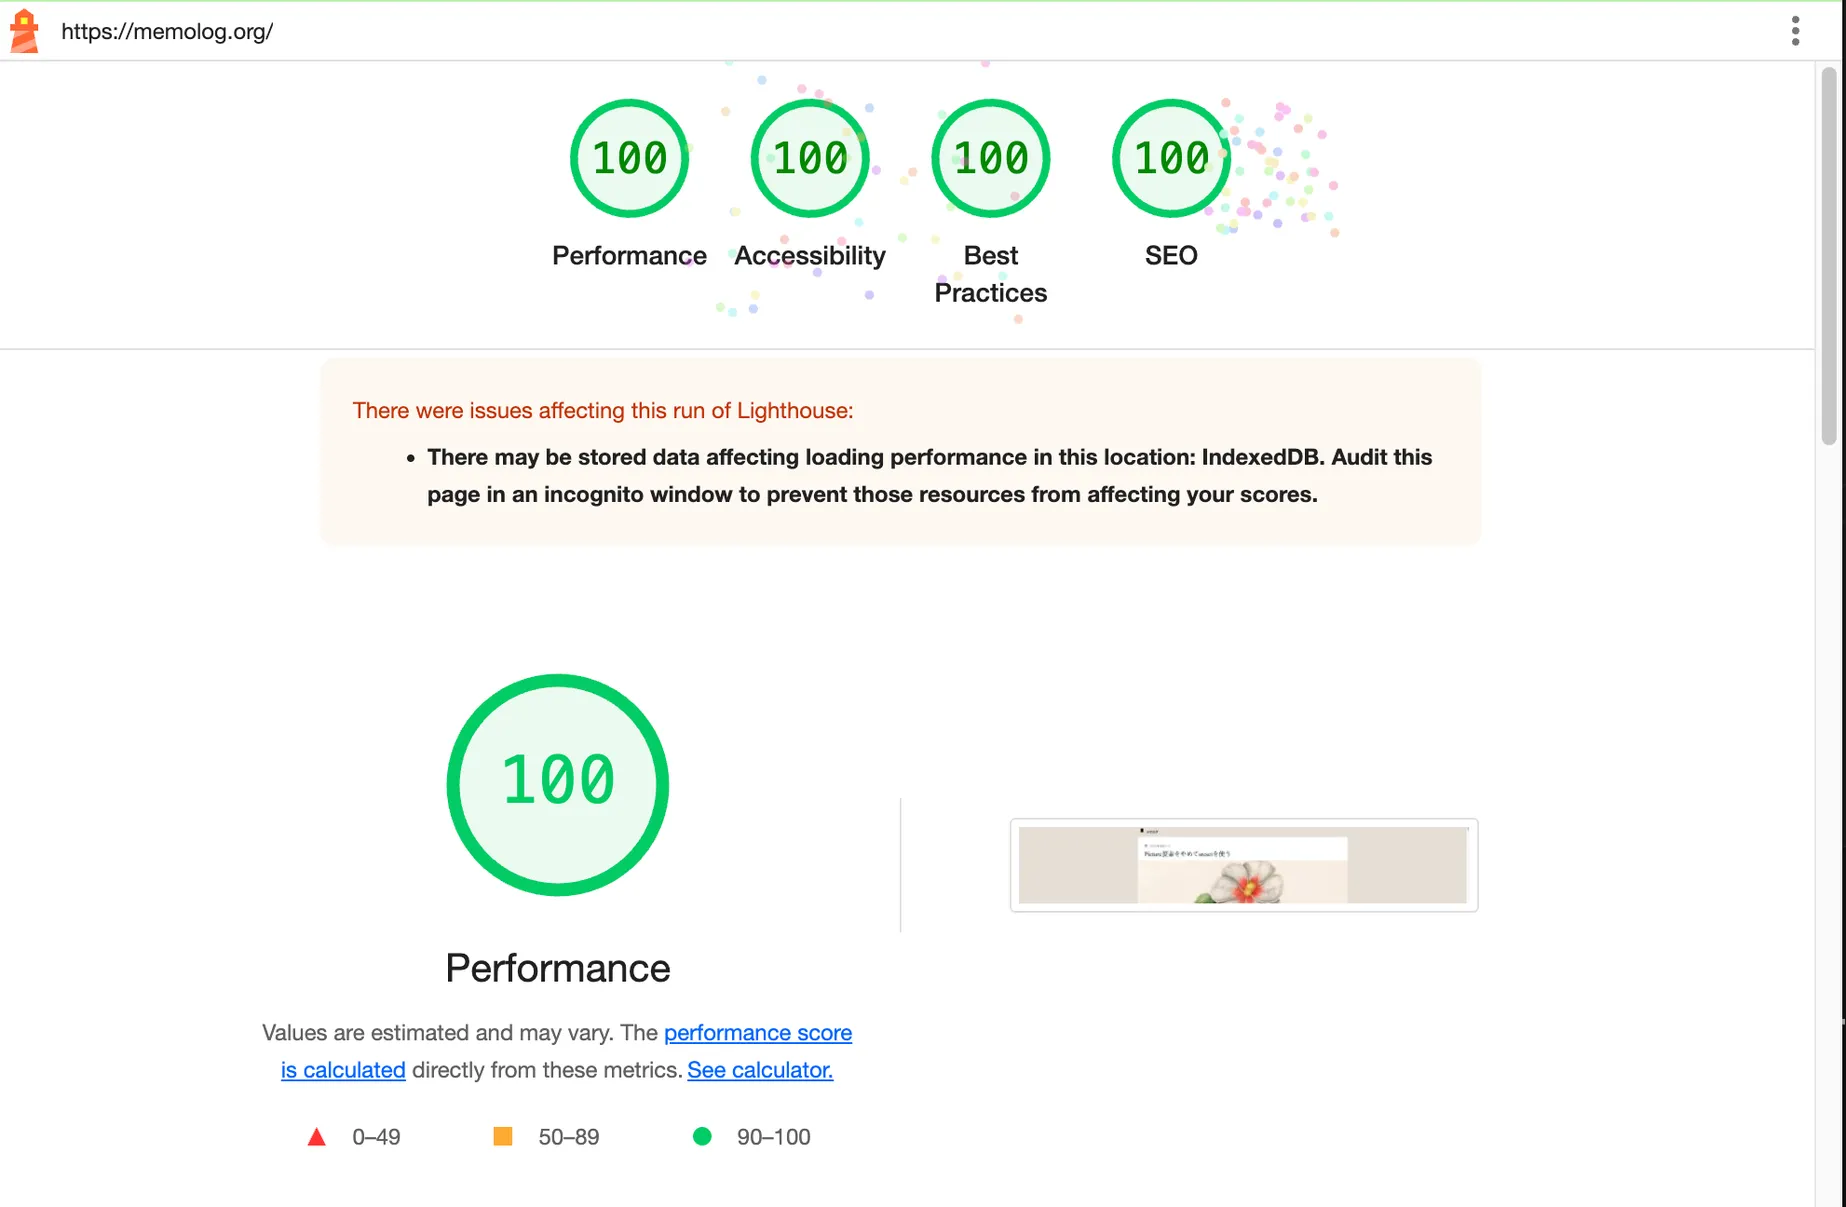 https://memolog.org/
100
100
100
100
Performance
Accessibility
Best
Practices
SEO
There were issues affecting this run of Lighthouse:
There may be stored data affecting loading performance in this location: IndexedDB. Audit this
page in an incognito window to prevent those resources from affecting your scores.
100
Performance
Values are estimated and may vary. The performance score
is calculated directly from these metrics. See calculator.
0–49
50–89
90–100